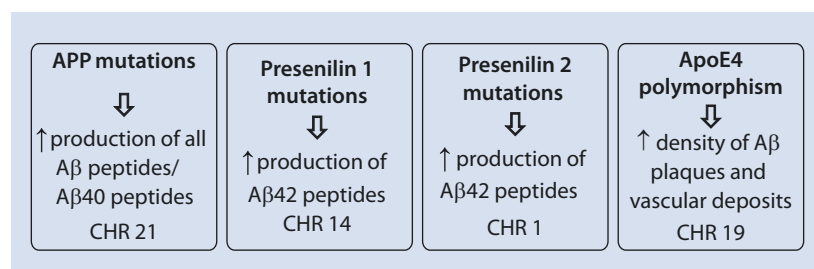 APP mutations
↑ production of all
Aβ peptides/
Aβ40 peptides
CHR 21
Presenilin 1
mutations
↑ production of
Aβ42 peptides
CHR 14
Presenilin 2
mutations
↑ production of
Aβ42 peptides
CHR 1
ApoE4
polymorphism
↑ density of Aβ
plaques and
vascular deposits
CHR 19